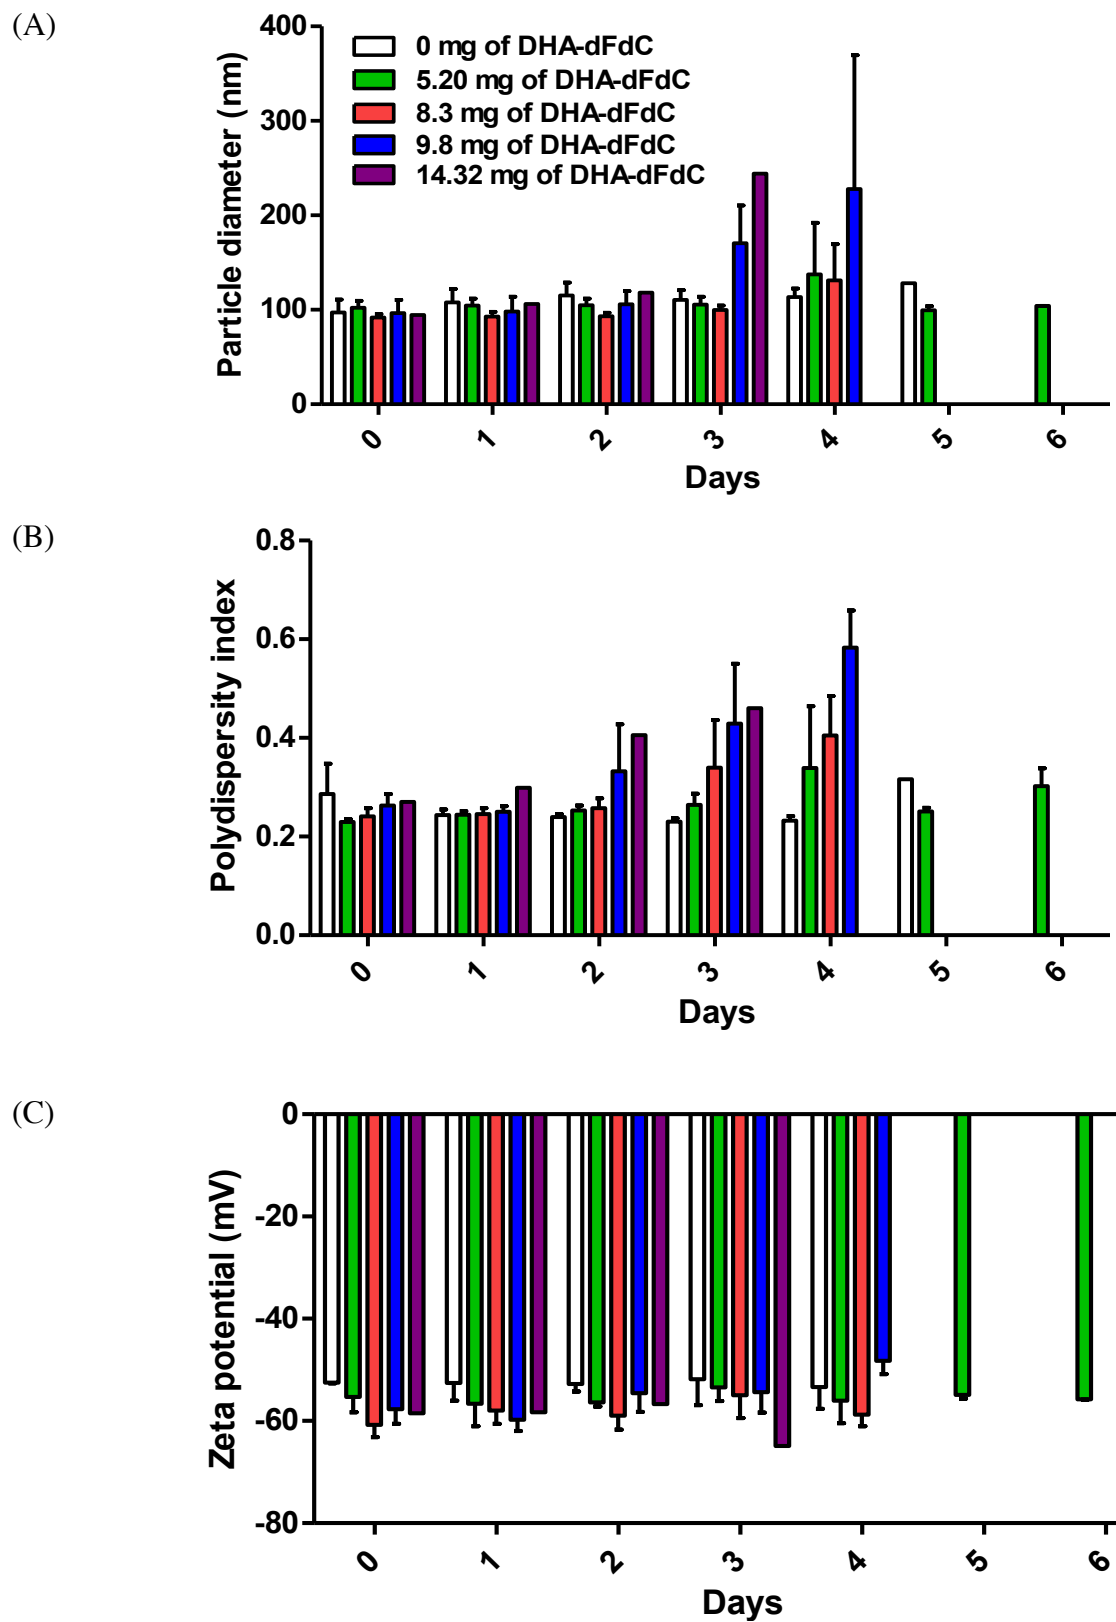 (A)
Particle diameter (nm)
400
300
200
100
0
0 mg of DHA-dFdC
5.20 mg of DHA-dFdC
8.3 mg of DHA-dFdC
9.8 mg of DHA-dFdC
14.32 mg of DHA-dFdC
0 1 2 3 4 5 6
Days
(B)
Polydispersity index
0.8
0.6
0.4
0.2
0.0
0 1 2 3 4 5 6
Days
(C)
Zeta potential (mV)
0
-20
-40
-60
-80
0 1 2 3 4 5 6
Days